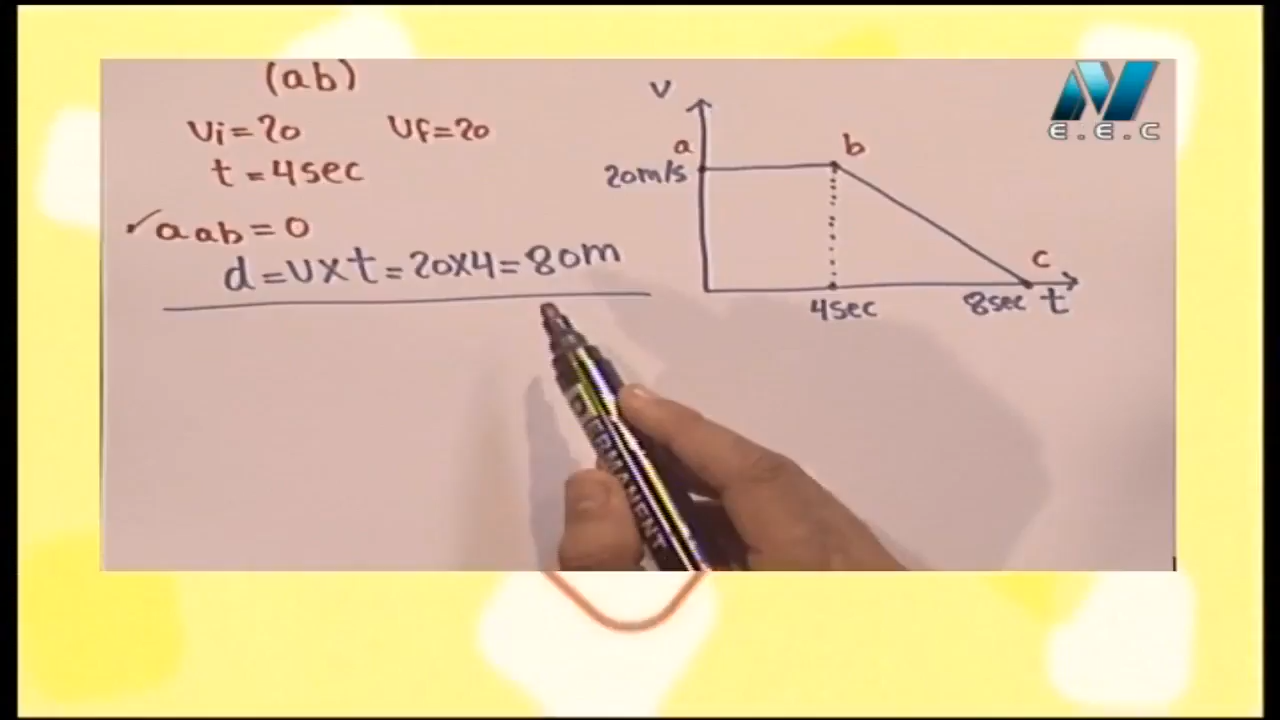 (ab)
Vi=20 Vf=20
t=4sec
✓aab=0
d=V×t=20×4=80m
V
a
b
20m/s
c
4sec
8sec t
N
E.E.C
PERMANENT